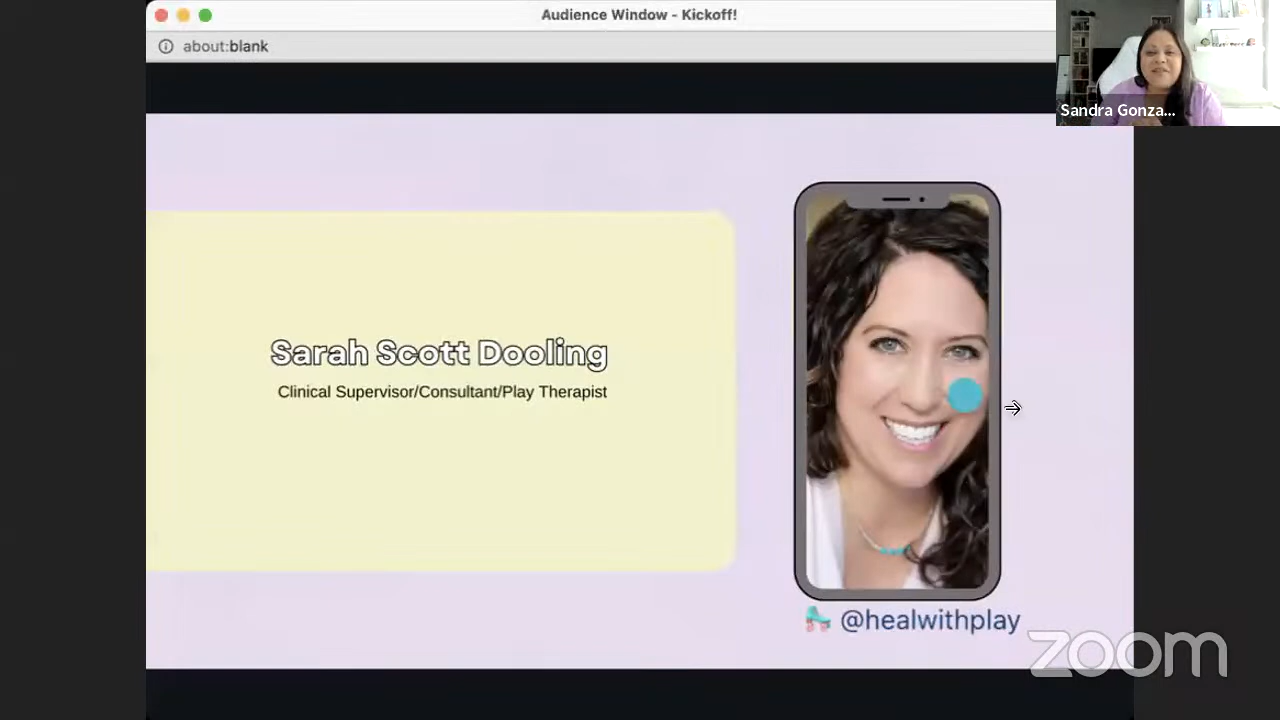 Audience Window - Kickoff!
about:blank
Sandra Gonza...
Sarah Scott Dooling
Clinical Supervisor/Consultant/Play Therapist
@healwithplay
zoom